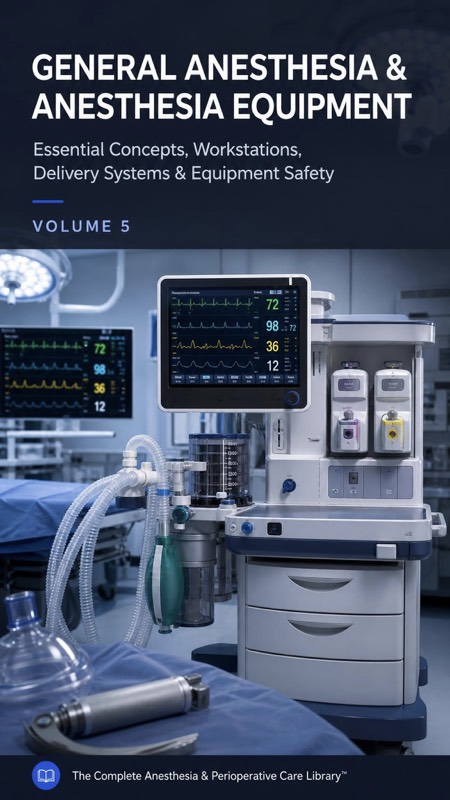 GENERAL ANESTHESIA &
ANESTHESIA EQUIPMENT
Essential Concepts, Workstations,
Delivery Systems & Equipment Safety
VOLUME 5
72
98
72
36
12
72
98
36
12
The Complete Anesthesia & Perioperative Care Library™